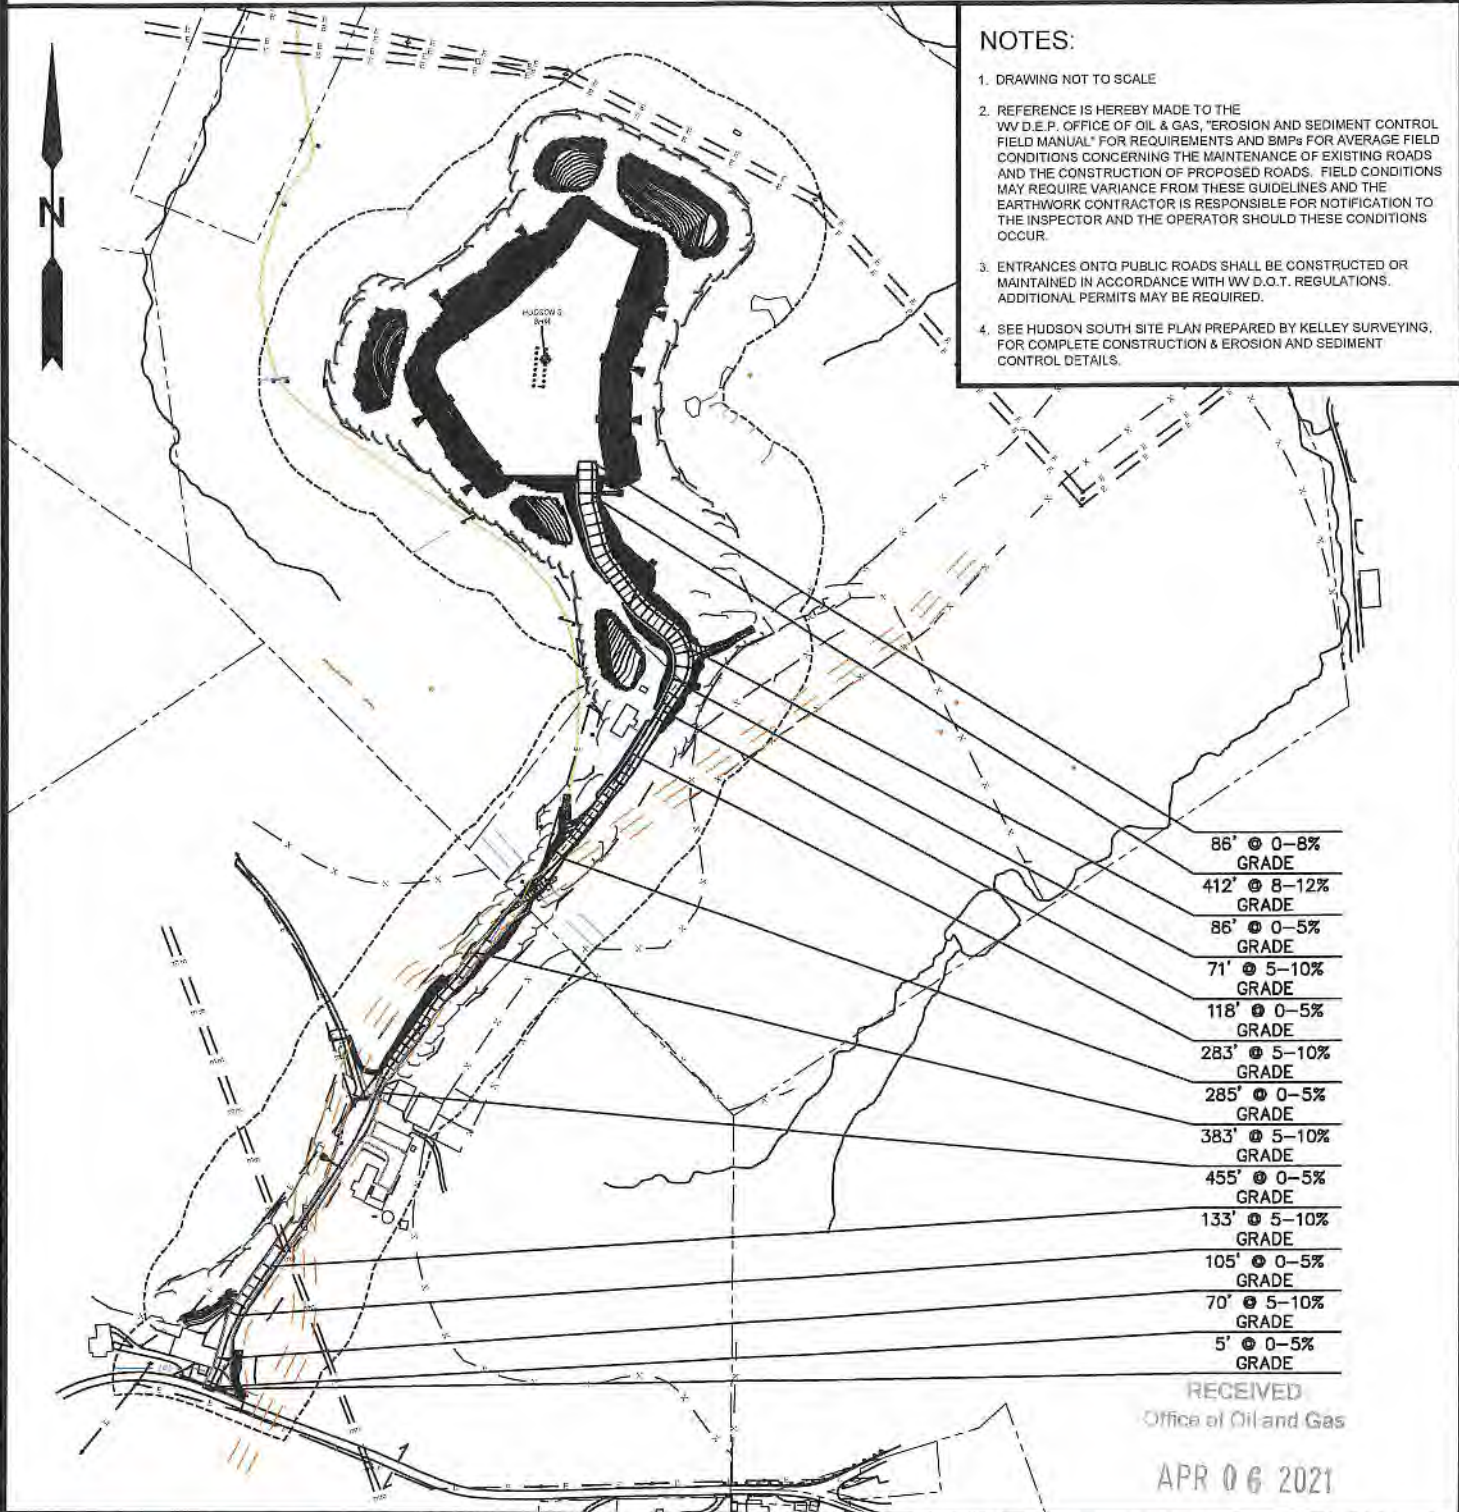 NOTES:
1. DRAWING NOT TO SCALE
2. REFERENCE IS HEREBY MADE TO THE
WV D.E.P. OFFICE OF OIL & GAS, "EROSION AND SEDIMENT CONTROL
FIELD MANUAL" FOR REQUIREMENTS AND BMPs FOR AVERAGE FIELD
CONDITIONS CONCERNING THE MAINTENANCE OF EXISTING ROADS
AND THE CONSTRUCTION OF PROPOSED ROADS. FIELD CONDITIONS
MAY REQUIRE VARIANCE FROM THESE GUIDELINES AND THE
EARTHWORK CONTRACTOR IS RESPONSIBLE FOR NOTIFICATION TO
THE INSPECTOR AND THE OPERATOR SHOULD THESE CONDITIONS
OCCUR.
3. ENTRANCES ONTO PUBLIC ROADS SHALL BE CONSTRUCTED OR
MAINTAINED IN ACCORDANCE WITH WV D.O.T. REGULATIONS.
ADDITIONAL PERMITS MAY BE REQUIRED.
4. SEE HUDSON SOUTH SITE PLAN PREPARED BY KELLEY SURVEYING,
FOR COMPLETE CONSTRUCTION & EROSION AND SEDIMENT
CONTROL DETAILS.
N
HUDSON S
86' @ 0-8%
GRADE
412' @ 8-12%
GRADE
86' @ 0-5%
GRADE
71' @ 5-10%
GRADE
118' @ 0-5%
GRADE
283' @ 5-10%
GRADE
285' @ 0-5%
GRADE
383' @ 5-10%
GRADE
455' @ 0-5%
GRADE
133' @ 5-10%
GRADE
105' @ 0-5%
GRADE
70' @ 5-10%
GRADE
5' @ 0-5%
GRADE
RECEIVED
Office of Oil and Gas
APR 06 2021